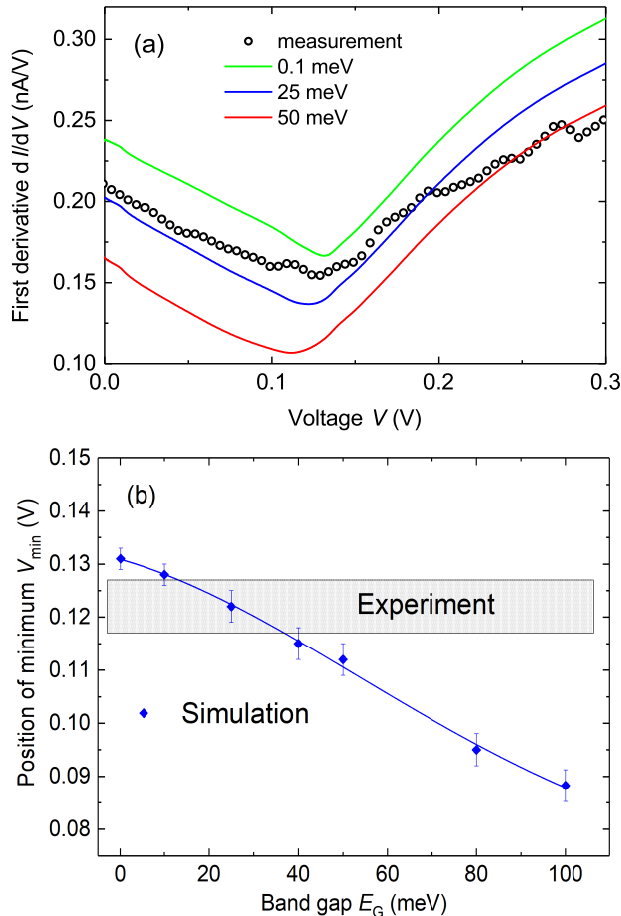 (a)
measurement
0.1 meV
25 meV
50 meV
First derivative d I/dV (nA/V)
0.30
0.25
0.20
0.15
0.10
0.0 0.1 0.2 0.3
Voltage V (V)
(b)
Position of minimum Vmin (V)
0.15
0.14
0.13
0.12
0.11
0.10
0.09
0.08
Experiment
Simulation
0 20 40 60 80 100
Band gap EG (meV)